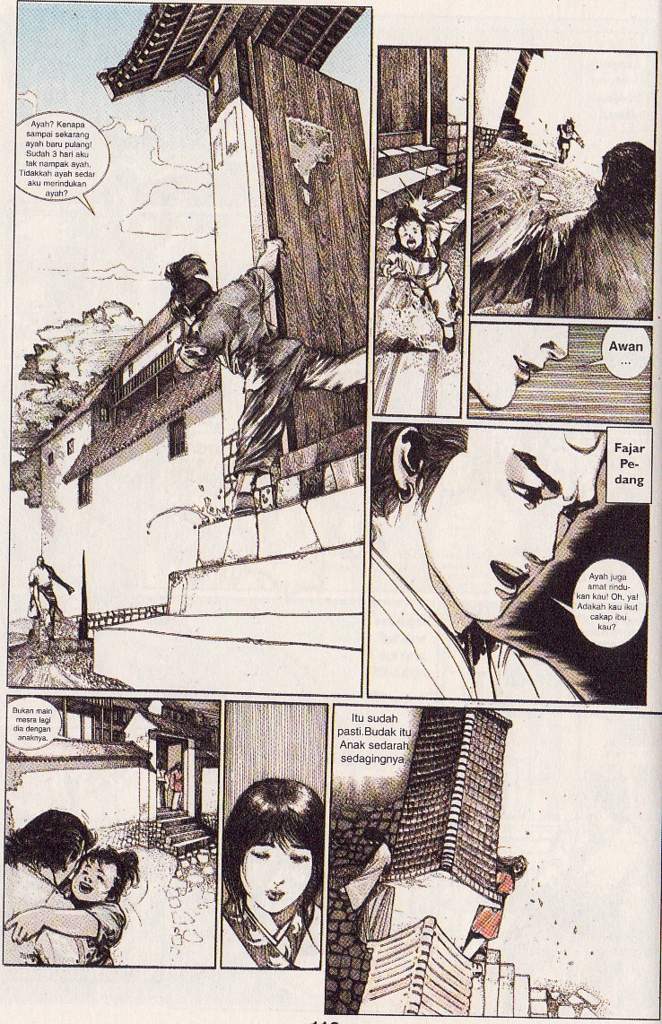 Ayah? Kenapa
sampai sekarang
ayah baru pulang!
Sudah 3 hari aku
tak nampak ayah.
Tidakkah ayah sedar
aku merindukan
ayah?
Awan
...
Fajar
Pe-
dang
Ayah juga
amat rindu-
kan kau! Oh, ya!
Adakah kau ikut
cakap ibu
kau?
Bukan main
mesra lagi
dia dengan
anaknya.
Itu sudah
pasti.Budak itu
Anak sedarah
sedagingnya